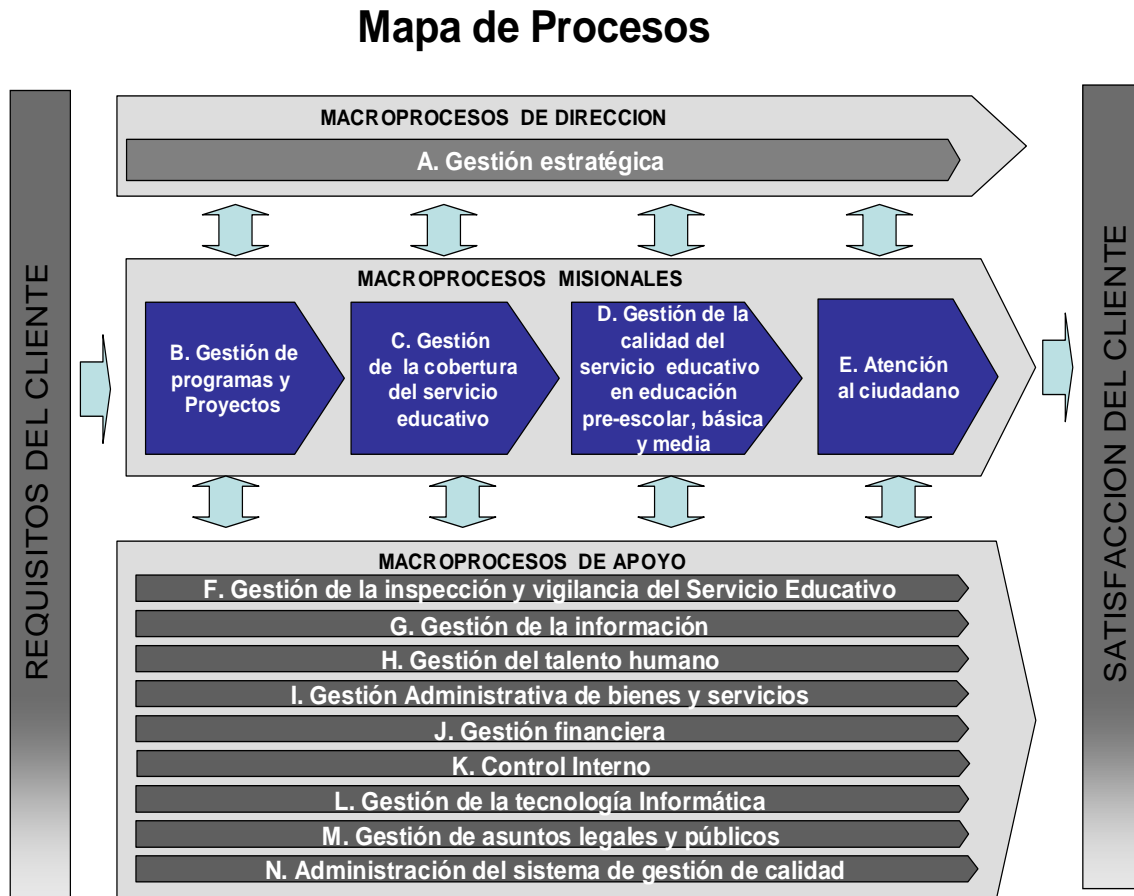 Mapa de Procesos
REQUISITOS DEL CLIENTE
MACROPROCESOS DE DIRECCION
A. Gestión estratégica
MACROPROCESOS MISIONALES
B. Gestión de
programas y
Proyectos
C. Gestión
de la cobertura
del servicio
educativo
D. Gestión de la
calidad del
servicio educativo
en educación
pre-escolar, básica
y media
E. Atención
al ciudadano
MACROPROCESOS DE APOYO
F. Gestión de la inspección y vigilancia del Servicio Educativo
G. Gestión de la información
H. Gestión del talento humano
I. Gestión Administrativa de bienes y servicios
J. Gestión financiera
K. Control Interno
L. Gestión de la tecnología Informática
M. Gestión de asuntos legales y públicos
N. Administración del sistema de gestión de calidad
SATISFACCION DEL CLIENTE